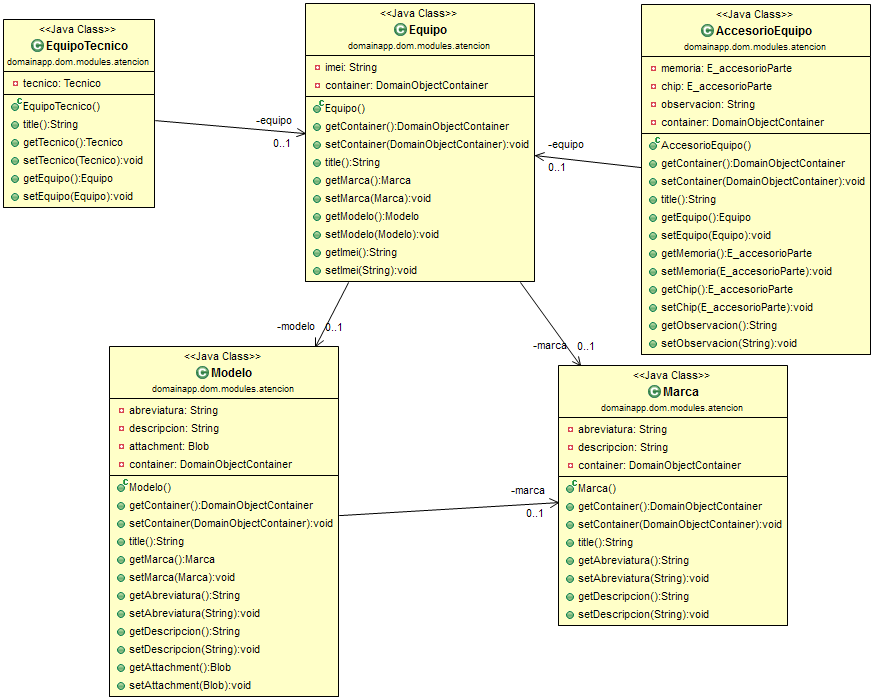 <<Java Class>>
EquipoTecnico
domainapp.dom.modules.atencion
tecnico: Tecnico
EquipoTecnico()
title():String
getTecnico():Tecnico
setTecnico(Tecnico):void
getEquipo():Equipo
setEquipo(Equipo):void
-equipo
0..1
<<Java Class>>
Equipo
domainapp.dom.modules.atencion
imei: String
container: DomainObjectContainer
Equipo()
getContainer():DomainObjectContainer
setContainer(DomainObjectContainer):void
title():String
getMarca():Marca
setMarca(Marca):void
getModelo():Modelo
setModelo(Modelo):void
getImei():String
setImei(String):void
-equipo
0..1
<<Java Class>>
AccesorioEquipo
domainapp.dom.modules.atencion
memoria: E_accesorioParte
chip: E_accesorioParte
observacion: String
container: DomainObjectContainer
AccesorioEquipo()
getContainer():DomainObjectContainer
setContainer(DomainObjectContainer):void
title():String
getEquipo():Equipo
setEquipo(Equipo):void
getMemoria():E_accesorioParte
setMemoria(E_accesorioParte):void
getChip():E_accesorioParte
setChip(E_accesorioParte):void
getObservacion():String
setObservacion(String):void
-modelo
0..1
-marca
0..1
<<Java Class>>
Modelo
domainapp.dom.modules.atencion
abreviatura: String
descripcion: String
attachment: Blob
container: DomainObjectContainer
Modelo()
getContainer():DomainObjectContainer
setContainer(DomainObjectContainer):void
title():String
getMarca():Marca
setMarca(Marca):void
getAbreviatura():String
setAbreviatura(String):void
getDescripcion():String
setDescripcion(String):void
getAttachment():Blob
setAttachment(Blob):void
-marca
0..1
<<Java Class>>
Marca
domainapp.dom.modules.atencion
abreviatura: String
descripcion: String
container: DomainObjectContainer
Marca()
getContainer():DomainObjectContainer
setContainer(DomainObjectContainer):void
title():String
getAbreviatura():String
setAbreviatura(String):void
getDescripcion():String
setDescripcion(String):void